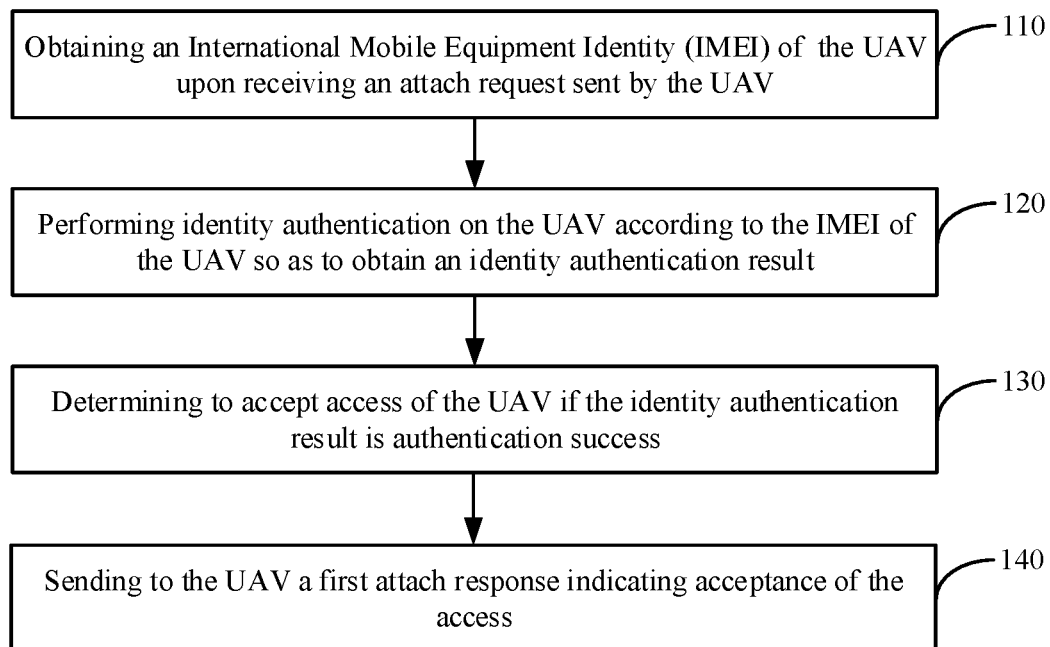 Obtaining an International Mobile Equipment Identity (IMEI) of the UAV
upon receiving an attach request sent by the UAV
110
Performing identity authentication on the UAV according to the IMEI of
the UAV so as to obtain an identity authentication result
120
Determining to accept access of the UAV if the identity authentication
result is authentication success
130
Sending to the UAV a first attach response indicating acceptance of the
access
140